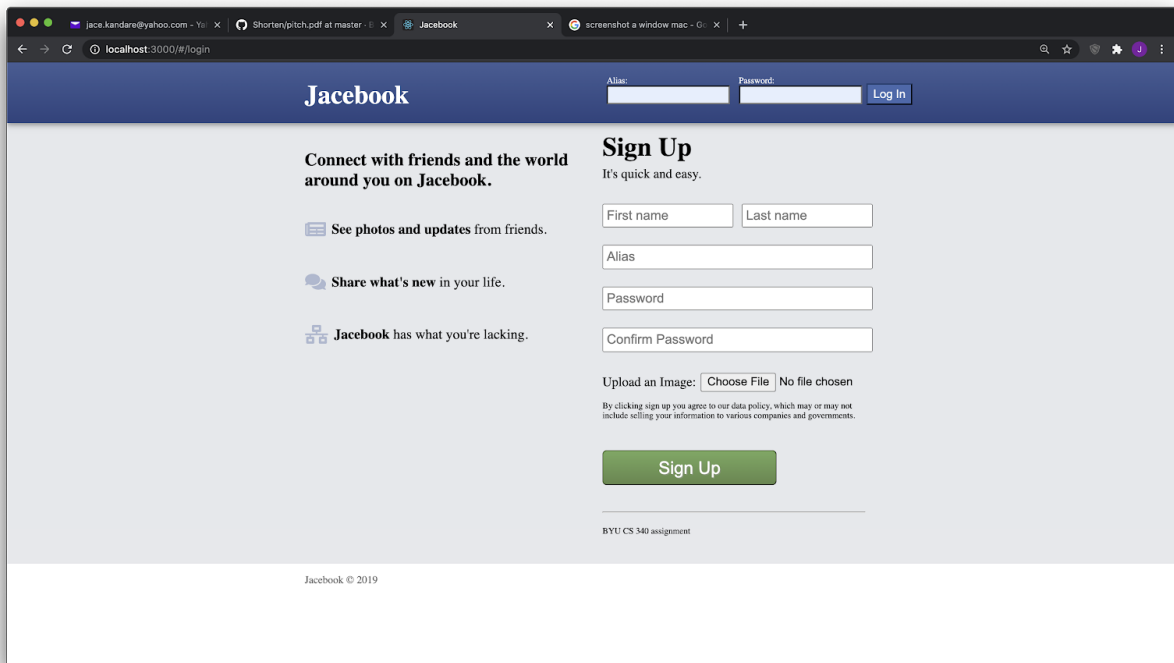 jace.kandare@yahoo.com - Ya
Shorten/pitch.pdf at master · B
Jacebook
screenshot a window mac - Go
localhost:3000/#/login
J
Jacebook
Alias:
Password:
Log In
Connect with friends and the world
around you on Jacebook.
See photos and updates from friends.
Share what's new in your life.
Jacebook has what you're lacking.
Sign Up
It's quick and easy.
First name
Last name
Alias
Password
Confirm Password
Upload an Image: Choose File No file chosen
By clicking sign up you agree to our data policy, which may or may not
include selling your information to various companies and governments.
Sign Up
BYU CS 340 assignment
Jacebook © 2019